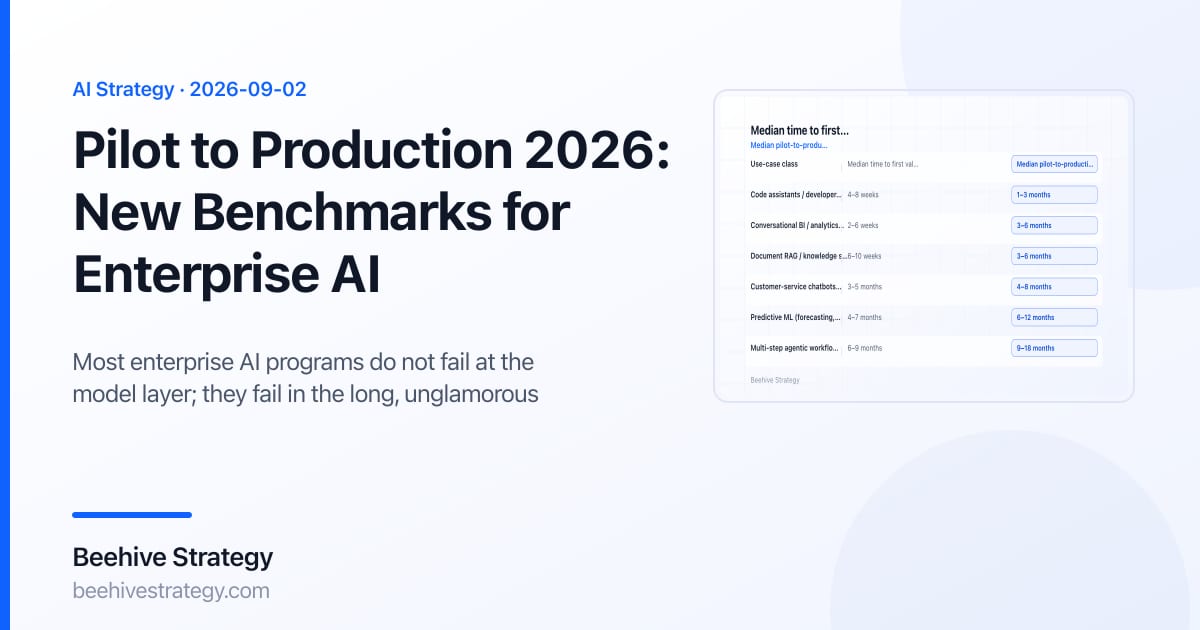 AI Strategy · 2026-09-02
Pilot to Production 2026:
New Benchmarks for
Enterprise AI
Most enterprise AI programs do not fail at the
model layer; they fail in the long, unglamorous
Beehive Strategy
beehivestrategy.com
Median time to first...
Median pilot-to-produ...
Use-case class Median time to first val... Median pilot-to-producti...
Code assistants / developer... 4–8 weeks 1–3 months
Conversational BI / analytics... 2–6 weeks 3–6 months
Document RAG / knowledge s... 6–10 weeks 3–6 months
Customer-service chatbots... 3–5 months 4–8 months
Predictive ML (forecasting,... 4–7 months 6–12 months
Multi-step agentic workflo... 6–9 months 9–18 months
Beehive Strategy